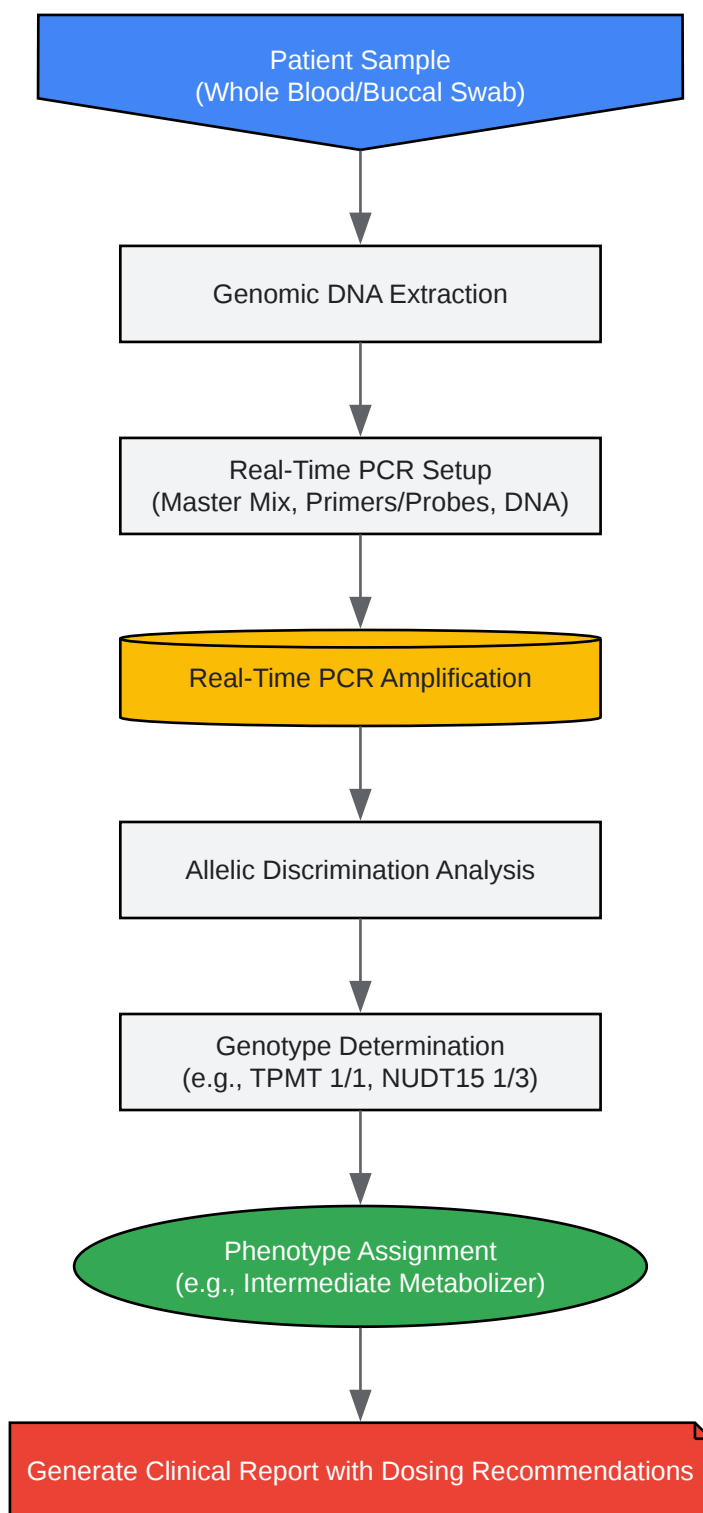 Patient Sample
(Whole Blood/Buccal Swab)
Genomic DNA Extraction
Real-Time PCR Setup
(Master Mix, Primers/Probes, DNA)
Real-Time PCR Amplification
Allelic Discrimination Analysis
Genotype Determination
(e.g., TPMT 1/1, NUDT15 1/3)
Phenotype Assignment
(e.g., Intermediate Metabolizer)
Generate Clinical Report with Dosing Recommendations